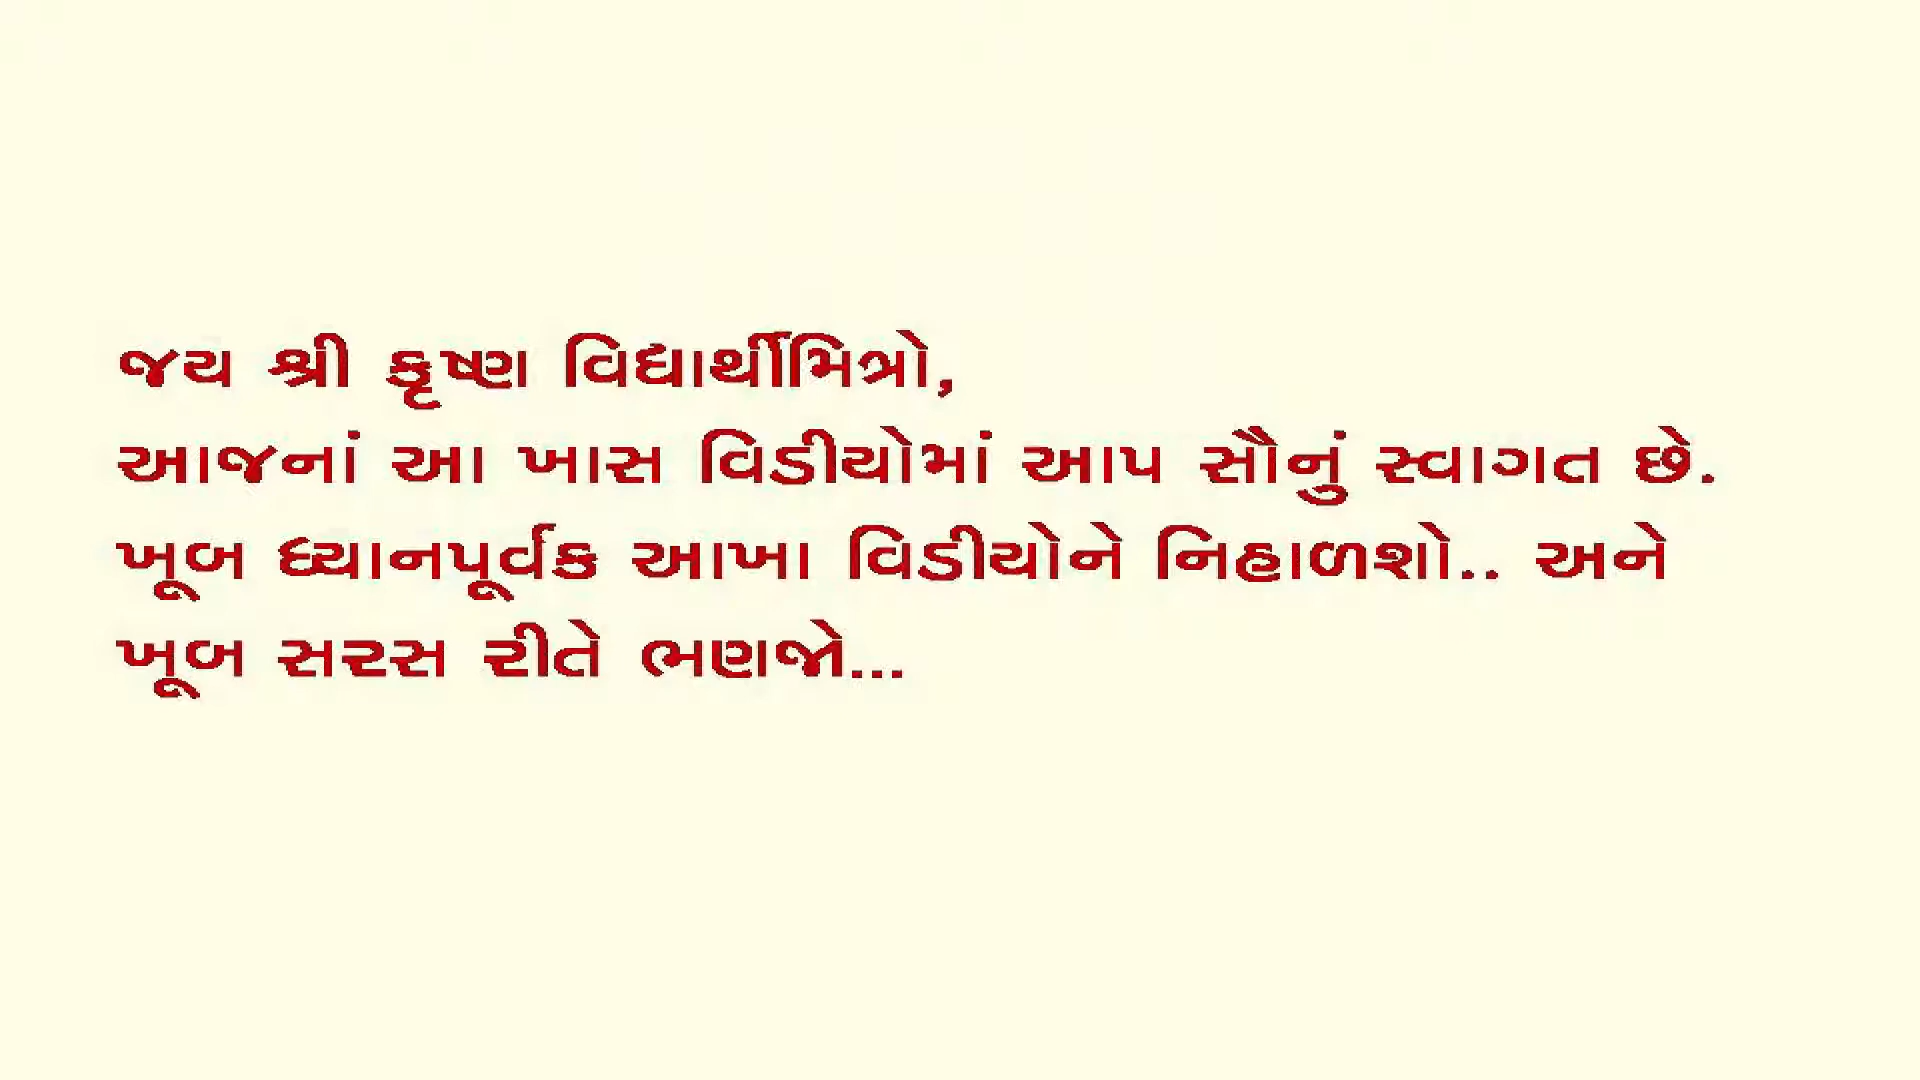 જય શ્રી કૃષ્ણ વિદ્યાર્થીમિત્રો,
આજનાં આ ખાસ વિડીયોમાં આપ સૌનું સ્વાગત છે.
ખૂબ ધ્યાનપૂર્વક આખા વિડીયોને નિહાળશો.. અને
ખૂબ સરસ રીતે ભણજો...